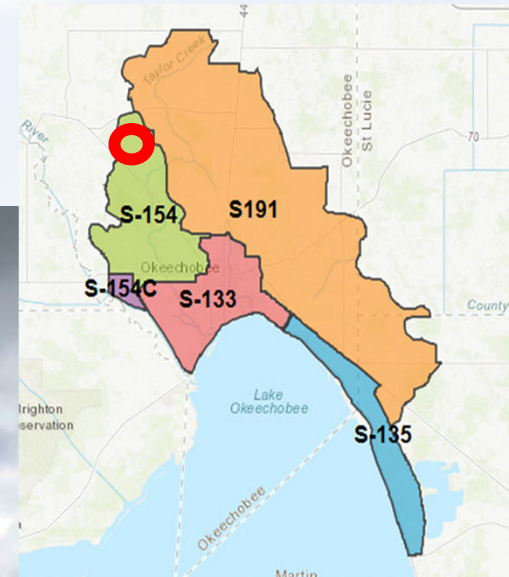 44
Taylor Creek
River
Okeechobee
St Lucie
70
S-154
S191
Okeechobee
S-154C
S-133
County
Lake
Okeechobee
Brighton
servation
S-135
Okeechobee
Martin